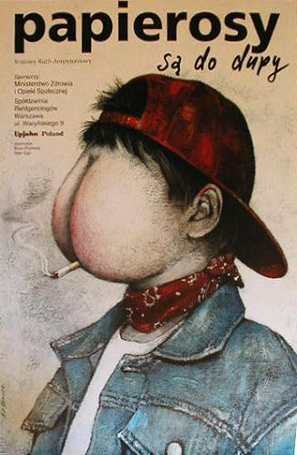 papierosy
są do dupy
Krajowy Ruch Antytytoniowy
Sponsorzy:
Ministerstwo Zdrowia
i Opieki Społecznej
Spółdzielnia
Rentgenologów
Warszawa
ul. Waryńskiego 9
Upjohn Poland